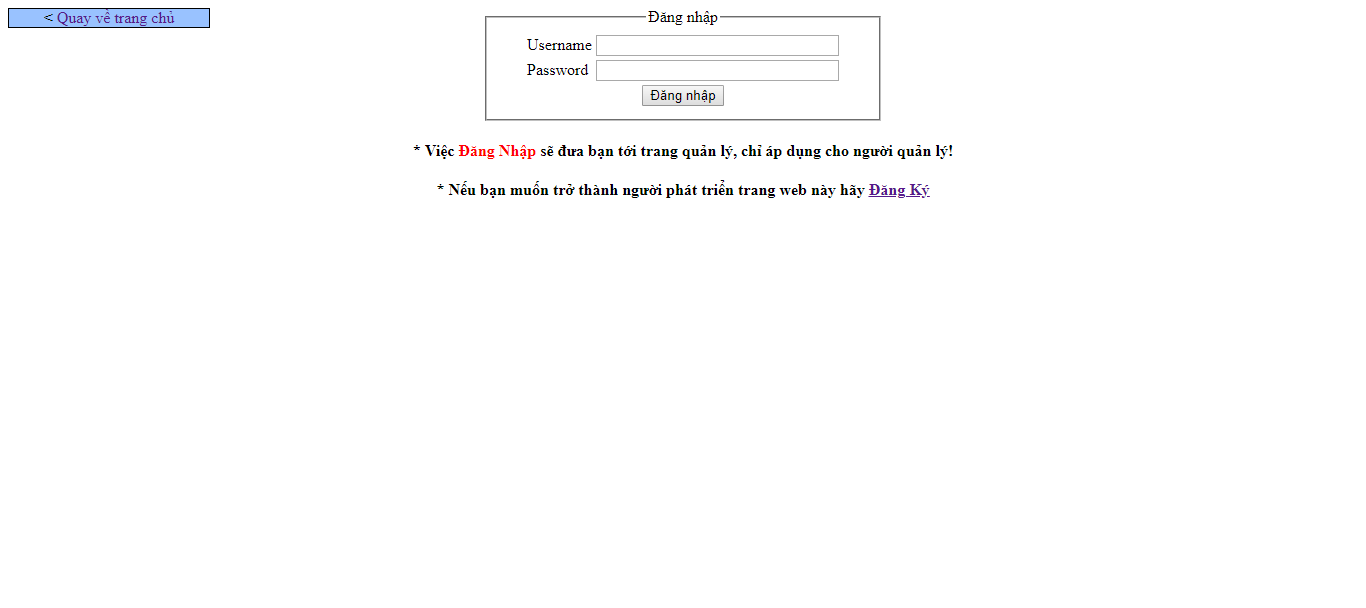 < Quay về trang chủ
Đăng nhập
Username
Password
Đăng nhập
* Việc Đăng Nhập sẽ đưa bạn tới trang quản lý, chỉ áp dụng cho người quản lý!
* Nếu bạn muốn trở thành người phát triển trang web này hãy Đăng Ký